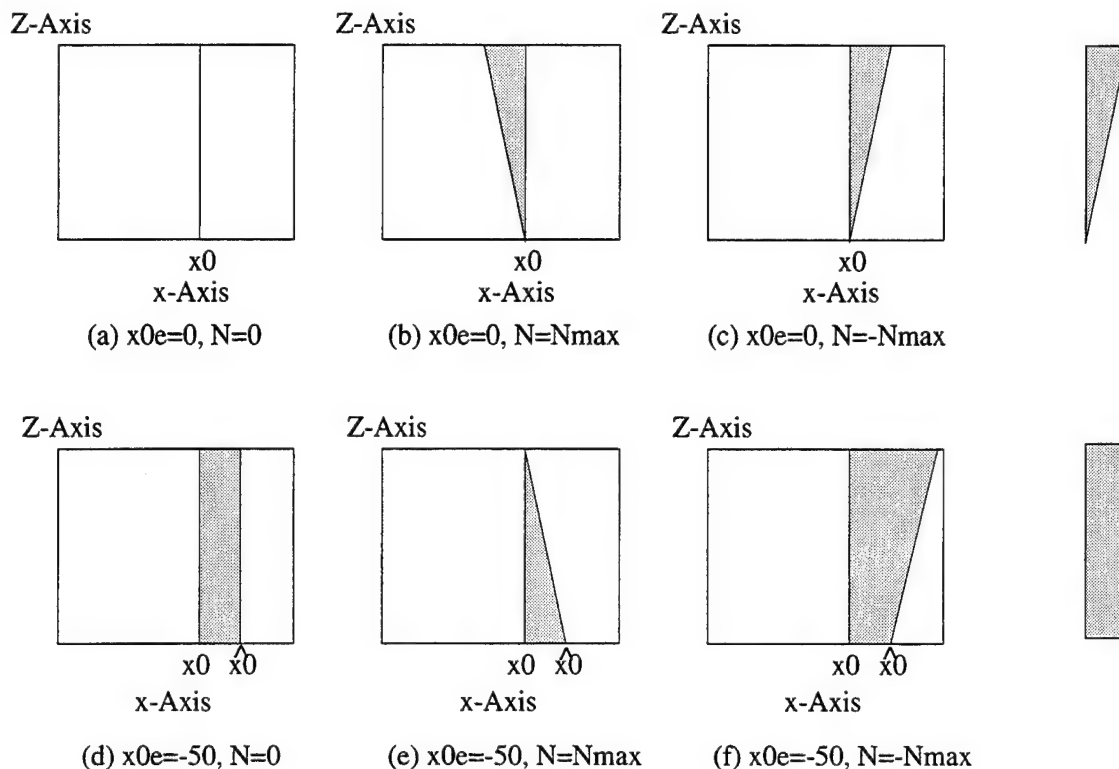 Z-Axis Z-Axis Z-Axis
x0 x0 x0
x-Axis x-Axis x-Axis
(a) x0e=0, N=0 (b) x0e=0, N=Nmax (c) x0e=0, N=-Nmax
Z-Axis Z-Axis Z-Axis
x0 x̂0 x0 x̂0 x0 x̂0
x-Axis x-Axis x-Axis
(d) x0e=-50, N=0 (e) x0e=-50, N=Nmax (f) x0e=-50, N=-Nmax